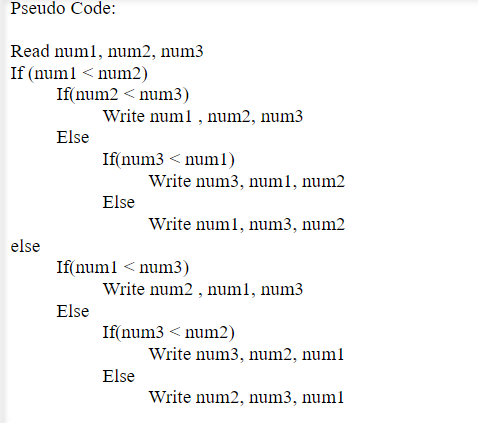 Pseudo Code:
Read num1, num2, num3
If (num1 < num2)
If(num2 < num3)
Write num1 , num2, num3
Else
If(num3 < num1)
Write num3, num1, num2
Else
Write num1, num3, num2
else
If(num1 < num3)
Write num2 , num1, num3
Else
If(num3 < num2)
Write num3, num2, num1
Else
Write num2, num3, num1